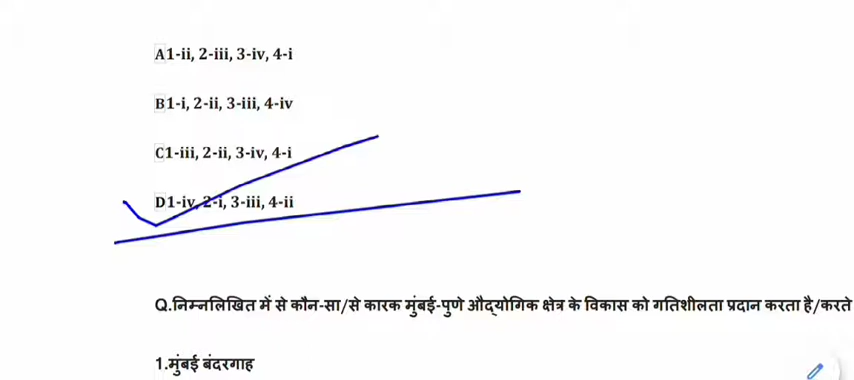 A1-ii, 2-iii, 3-iv, 4-i
B1-i, 2-ii, 3-iii, 4-iv
C1-iii, 2-ii, 3-iv, 4-i
D1-iv, 2-i, 3-iii, 4-ii
Q.निम्नलिखित में से कौन-सा/से कारक मुंबई-पुणे औद्योगिक क्षेत्र के विकास को गतिशीलता प्रदान करता है/करते
1.मुंबई बंदरगाह